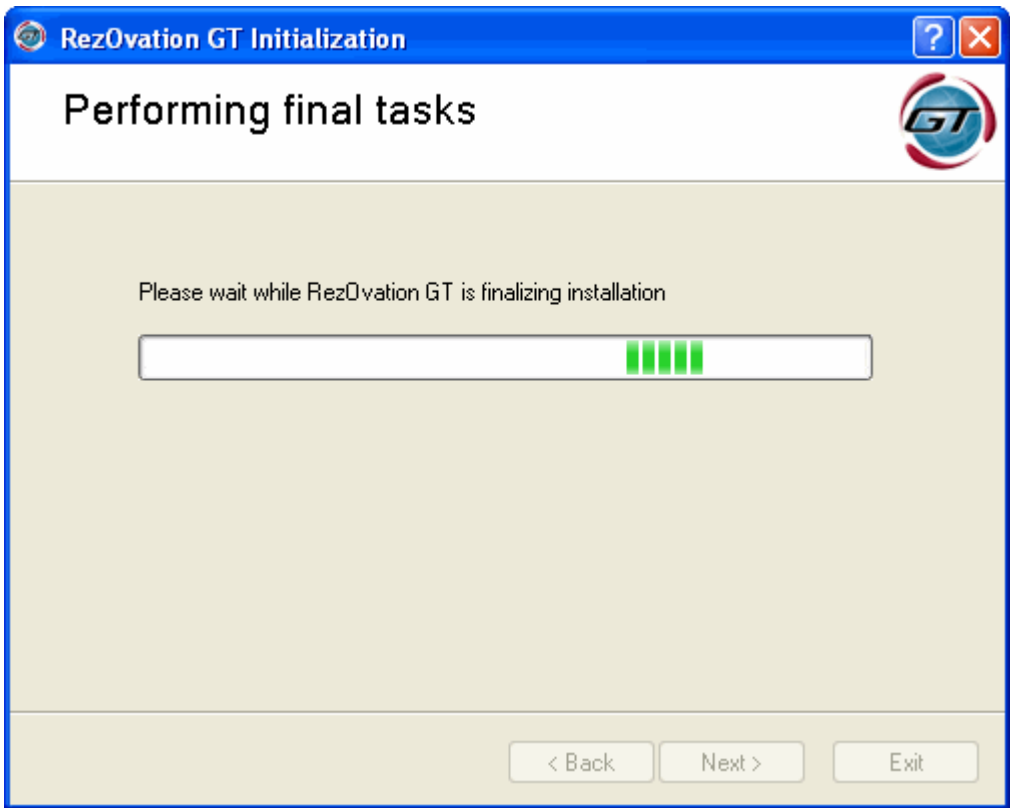 RezOvation GT Initialization
Performing final tasks
GT
Please wait while RezOvation GT is finalizing installation
< Back
Next >
Exit